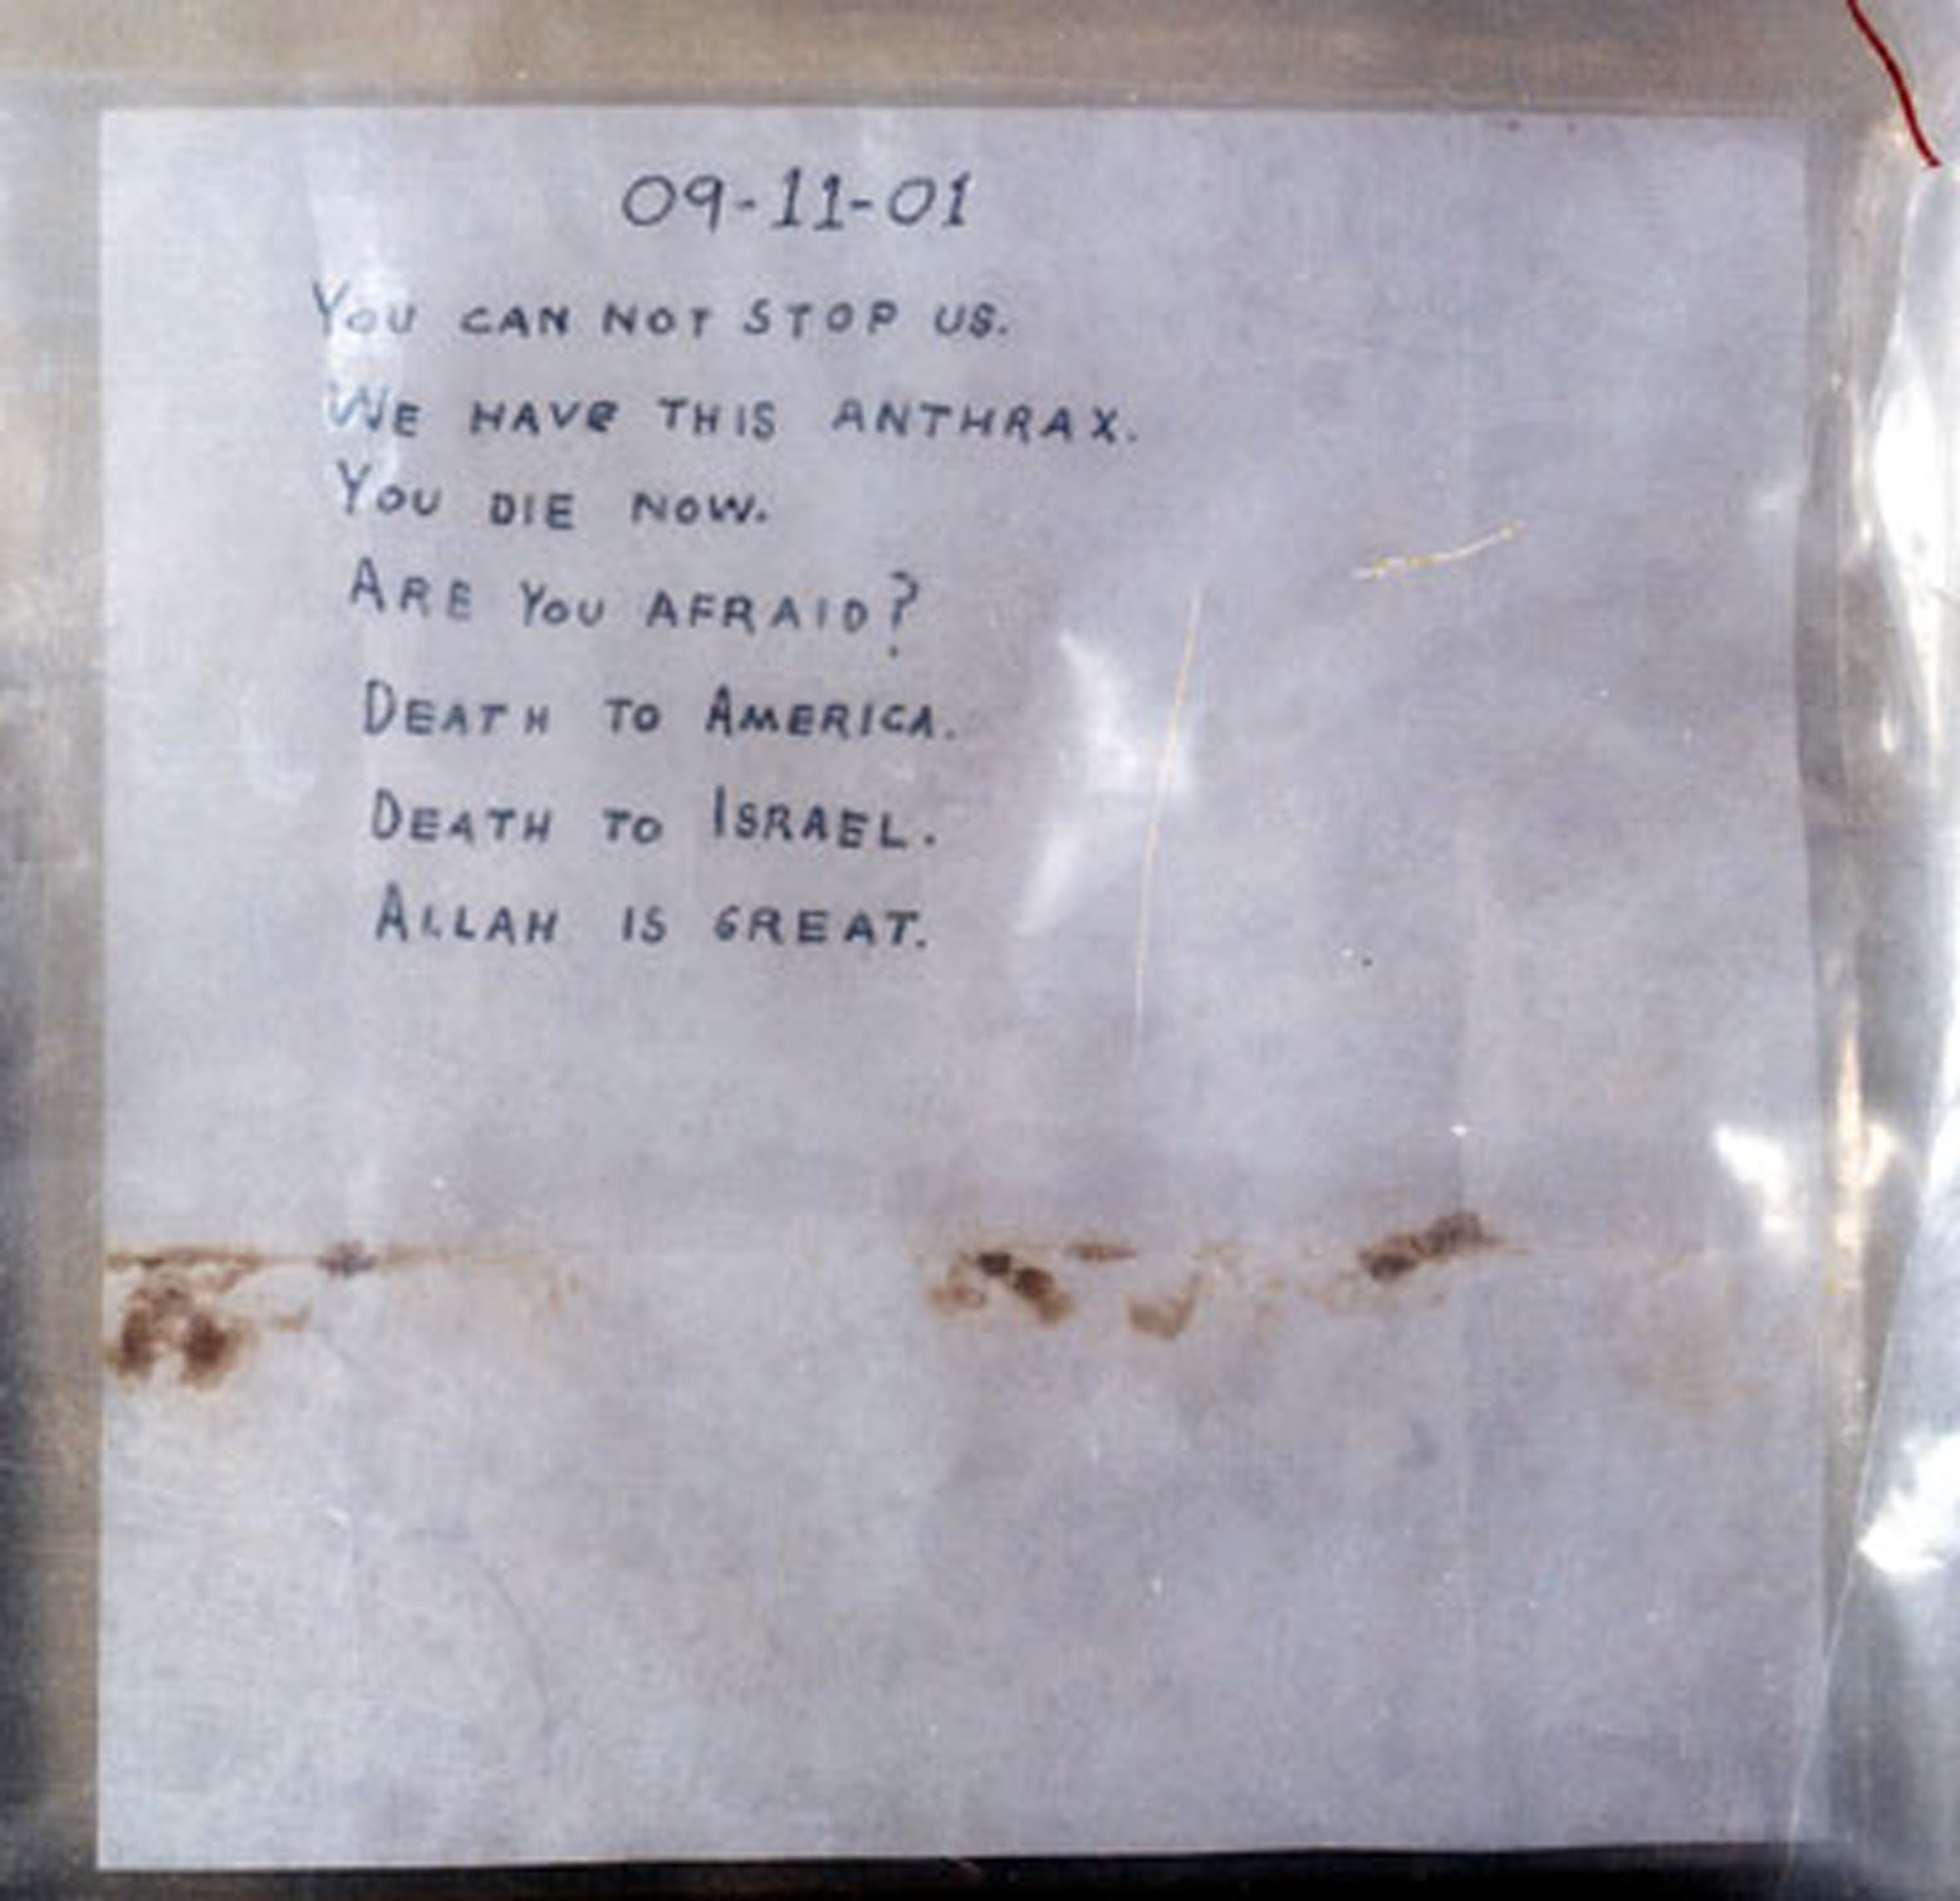 09-11-01
YOU CAN NOT STOP US.
WE HAVe THIS ANTHRAX.
YOU DIE NOW.
ARE YOU AFRAID?
DEATH TO AMERICA.
DEATH TO ISRAEL.
ALLAH IS GREAT.